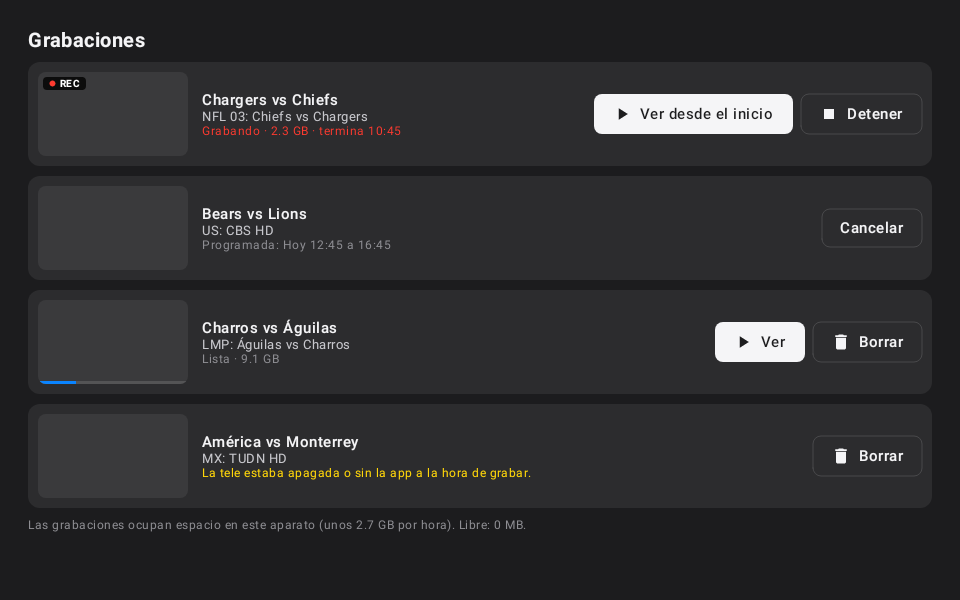 Grabaciones
REC
Chargers vs Chiefs
NFL 03: Chiefs vs Chargers
Grabando · 2.3 GB · termina 10:45
Ver desde el inicio
Detener
Bears vs Lions
US: CBS HD
Programada: Hoy 12:45 a 16:45
Cancelar
Charros vs Águilas
LMP: Águilas vs Charros
Lista · 9.1 GB
Ver
Borrar
América vs Monterrey
MX: TUDN HD
La tele estaba apagada o sin la app a la hora de grabar.
Borrar
Las grabaciones ocupan espacio en este aparato (unos 2.7 GB por hora). Libre: 0 MB.